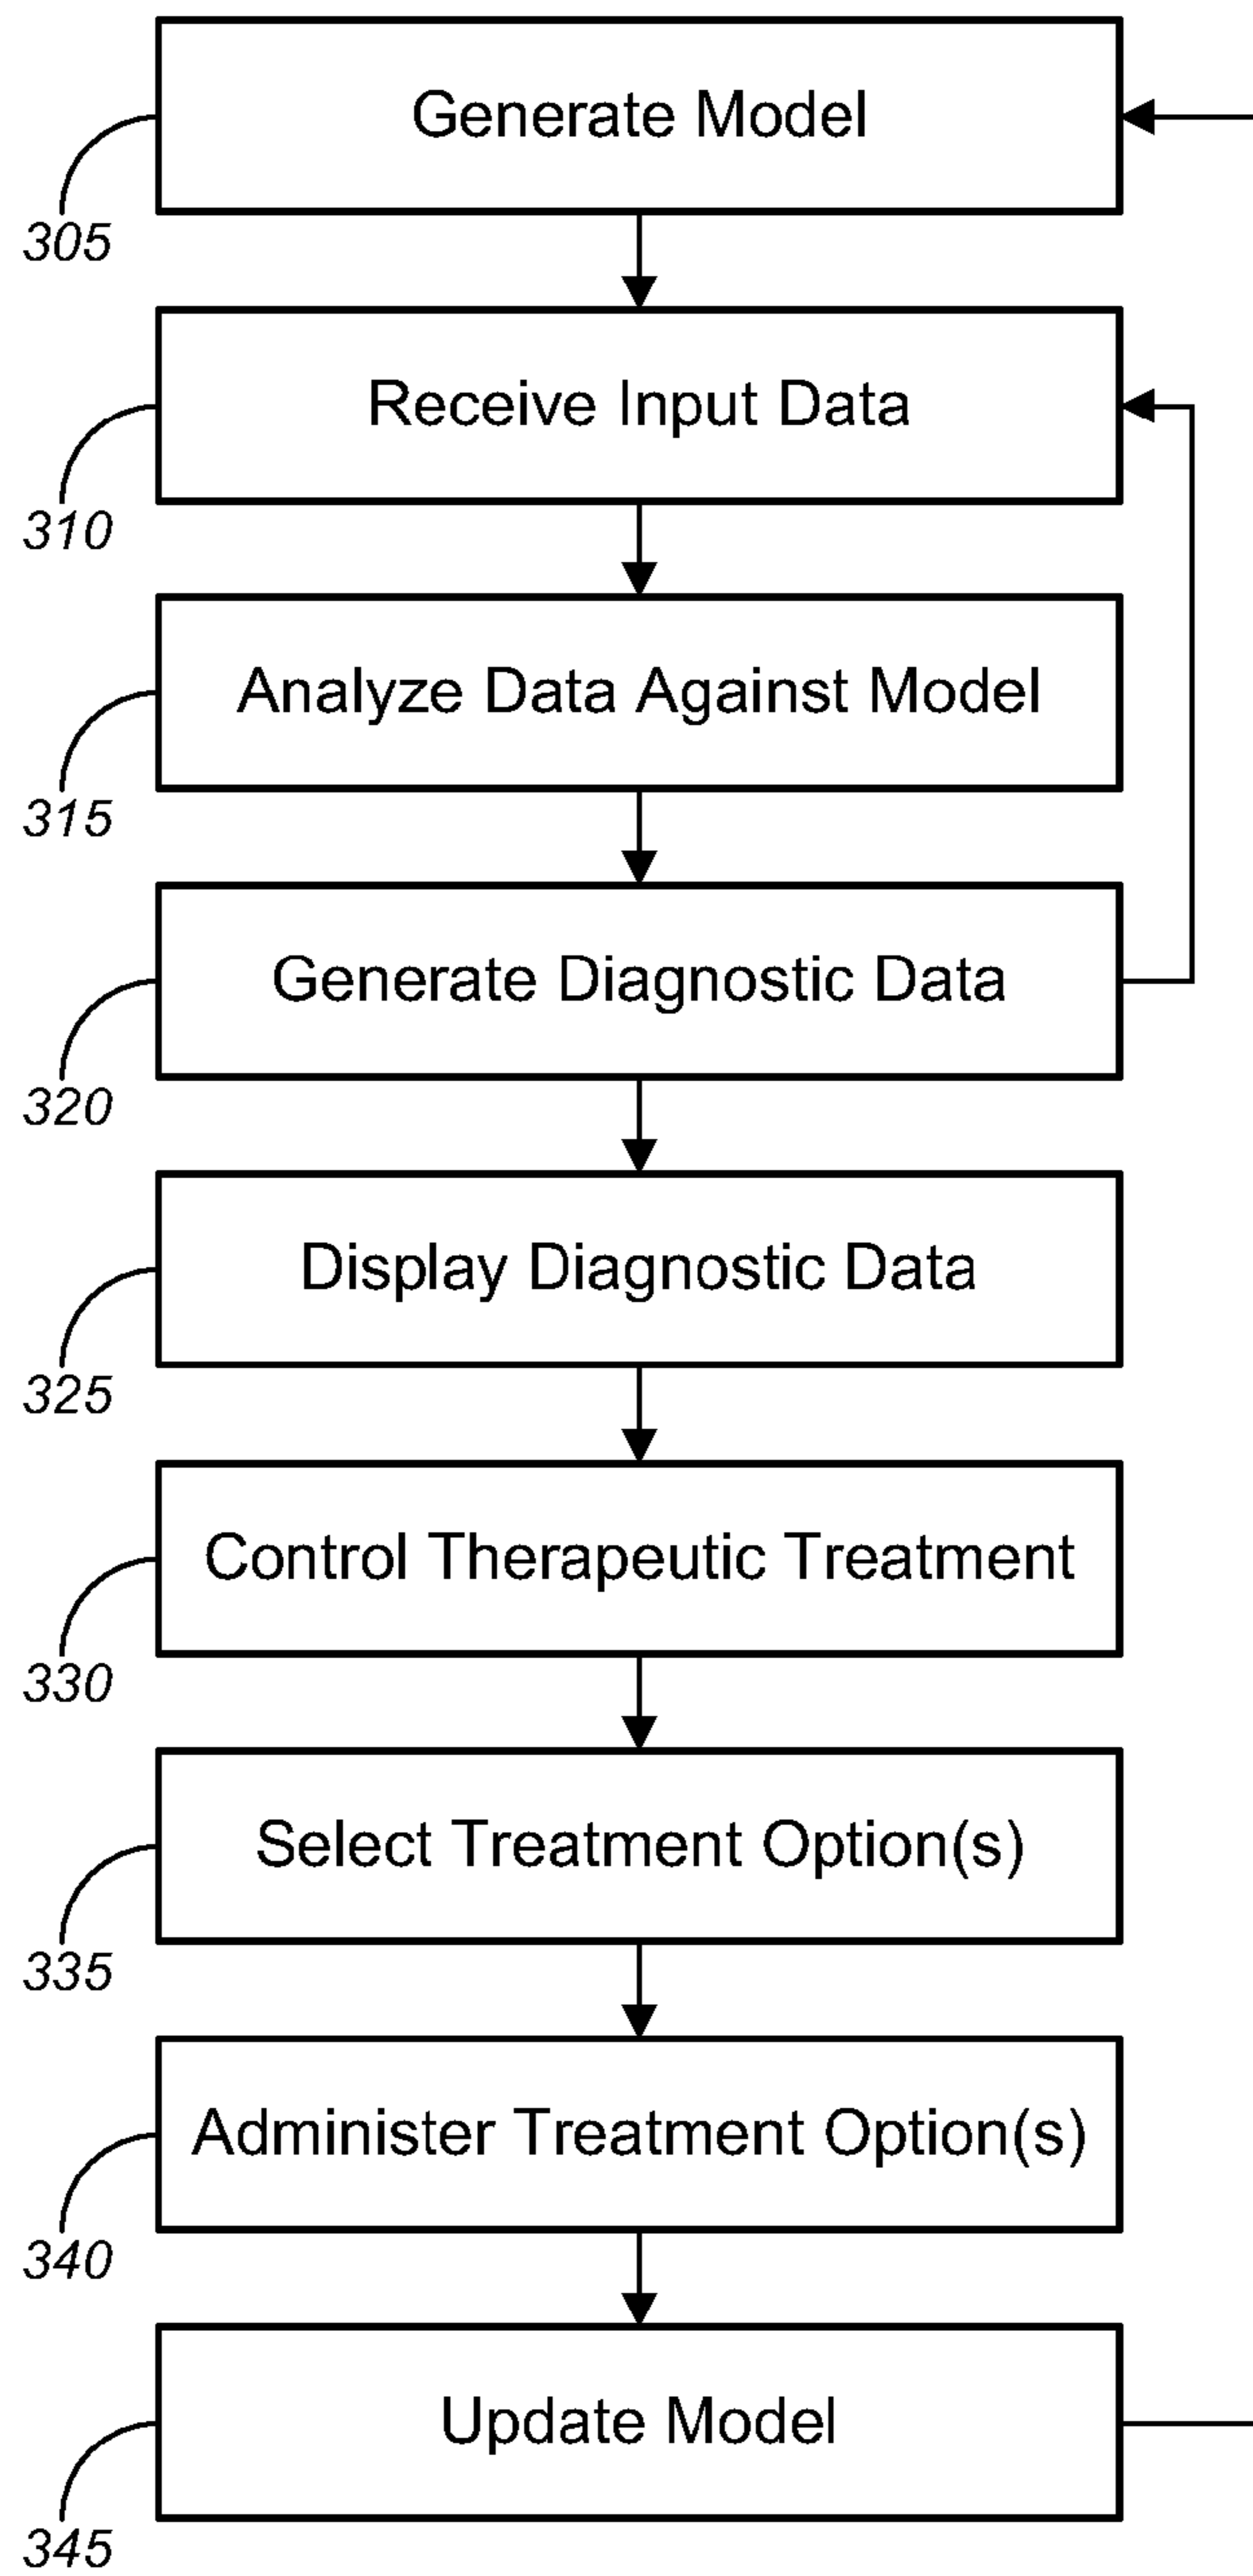 Generate Model
305
Receive Input Data
310
Analyze Data Against Model
315
Generate Diagnostic Data
320
Display Diagnostic Data
325
Control Therapeutic Treatment
330
Select Treatment Option(s)
335
Administer Treatment Option(s)
340
Update Model
345